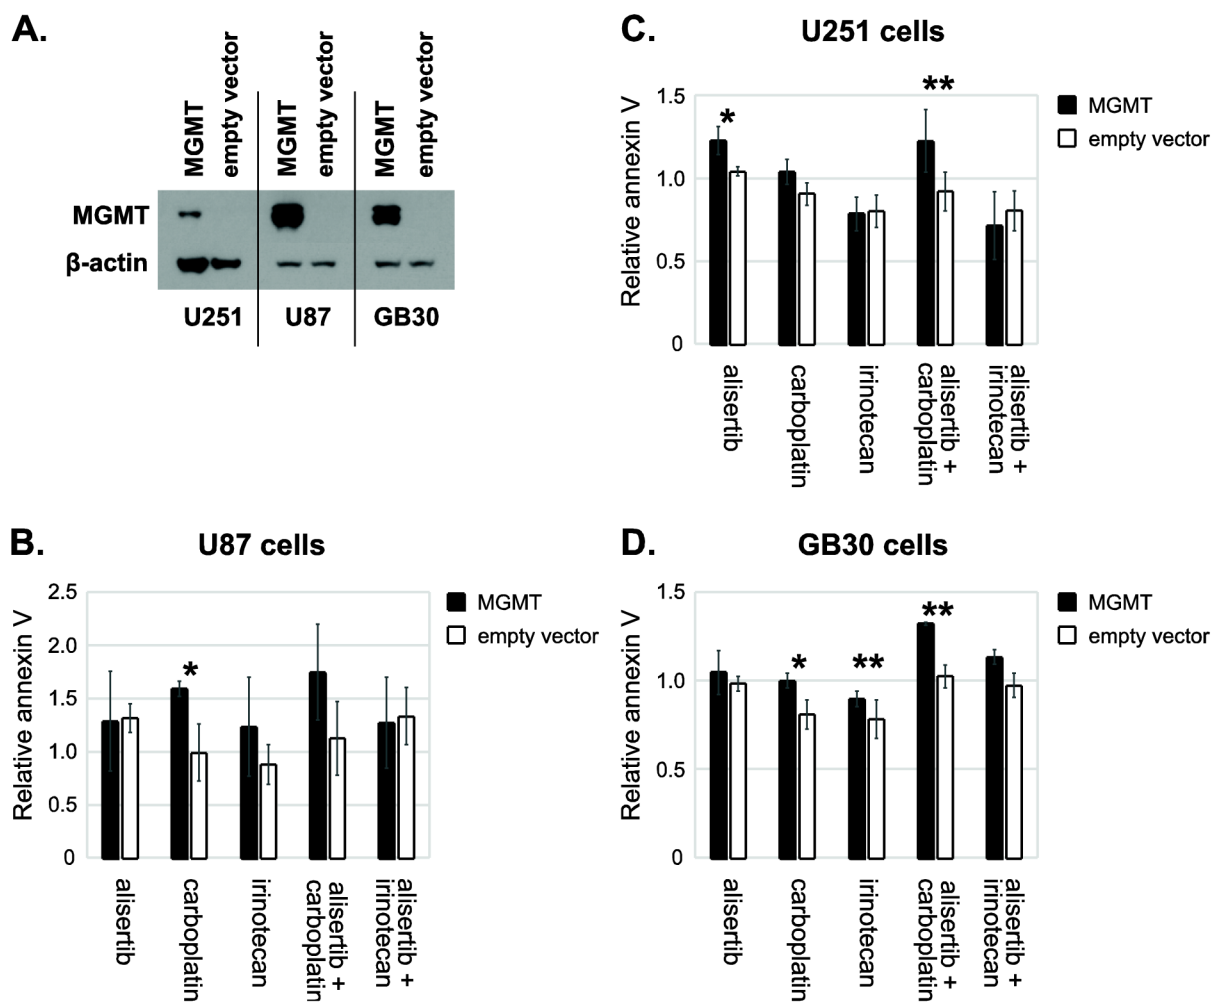 A.
MGMT
empty vector
MGMT
empty vector
MGMT
empty vector
MGMT
β-actin
U251
U87
GB30
B.
U87 cells
Relative annexin V
2.5
2.0
1.5
1.0
0.5
0
*
MGMT
empty vector
alisertib
carboplatin
irinotecan
alisertib +
carboplatin
alisertib +
irinotecan
C.
U251 cells
Relative annexin V
1.5
1.0
0.5
0
*
**
MGMT
empty vector
alisertib
carboplatin
irinotecan
alisertib +
carboplatin
alisertib +
irinotecan
D.
GB30 cells
Relative annexin V
1.5
1.0
0.5
0
*
**
**
MGMT
empty vector
alisertib
carboplatin
irinotecan
alisertib +
carboplatin
alisertib +
irinotecan